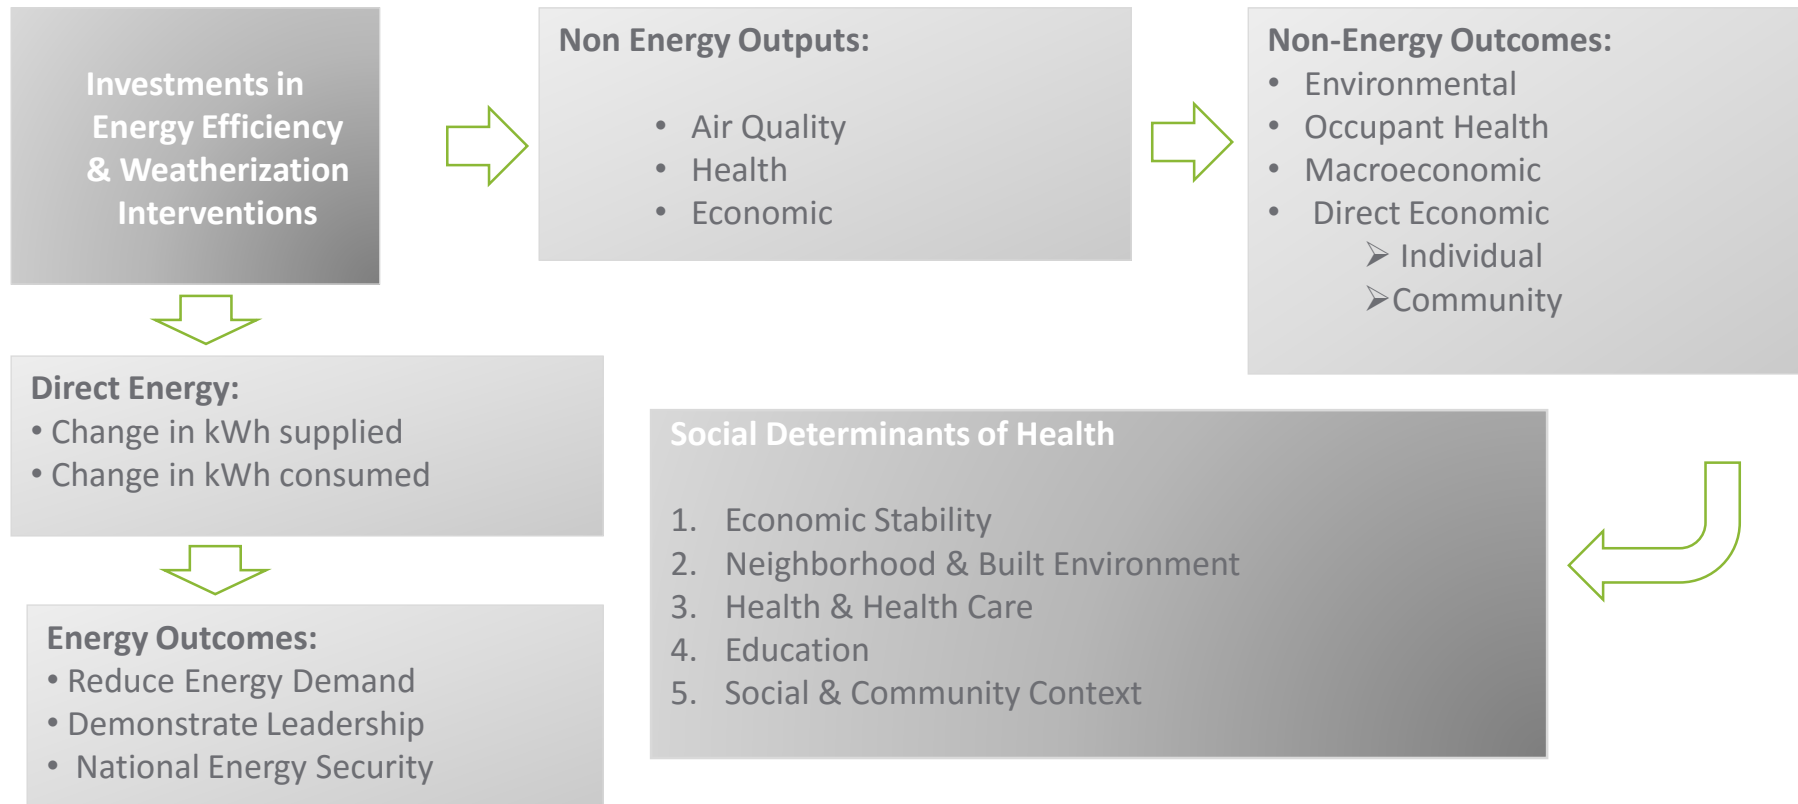 Investments in
Energy Efficiency
& Weatherization
Interventions
Non Energy Outputs:
• Air Quality
• Health
• Economic
Non-Energy Outcomes:
• Environmental
• Occupant Health
• Macroeconomic
• Direct Economic
➢ Individual
➢Community
Direct Energy:
• Change in kWh supplied
• Change in kWh consumed
Energy Outcomes:
• Reduce Energy Demand
• Demonstrate Leadership
• National Energy Security
Social Determinants of Health
1. Economic Stability
2. Neighborhood & Built Environment
3. Health & Health Care
4. Education
5. Social & Community Context